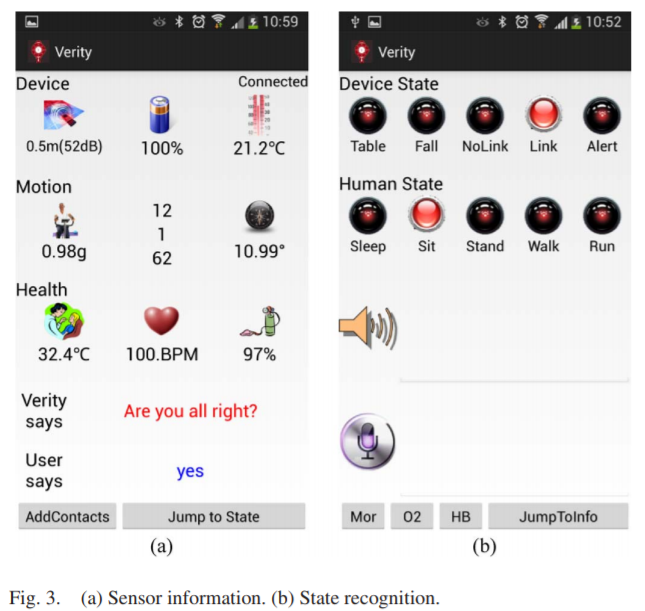 10:59
Verity
Device Connected
0.5m(52dB) 100% 21.2°C
Motion
12
1
62
0.98g 10.99°
Health
32.4°C 100.BPM 97%
Verity
says
Are you all right?
User
says
yes
AddContacts Jump to State
(a)
10:52
Verity
Device State
Table Fall NoLink Link Alert
Human State
Sleep Sit Stand Walk Run
Mor O2 HB JumpToInfo
(b)
Fig. 3. (a) Sensor information. (b) State recognition.